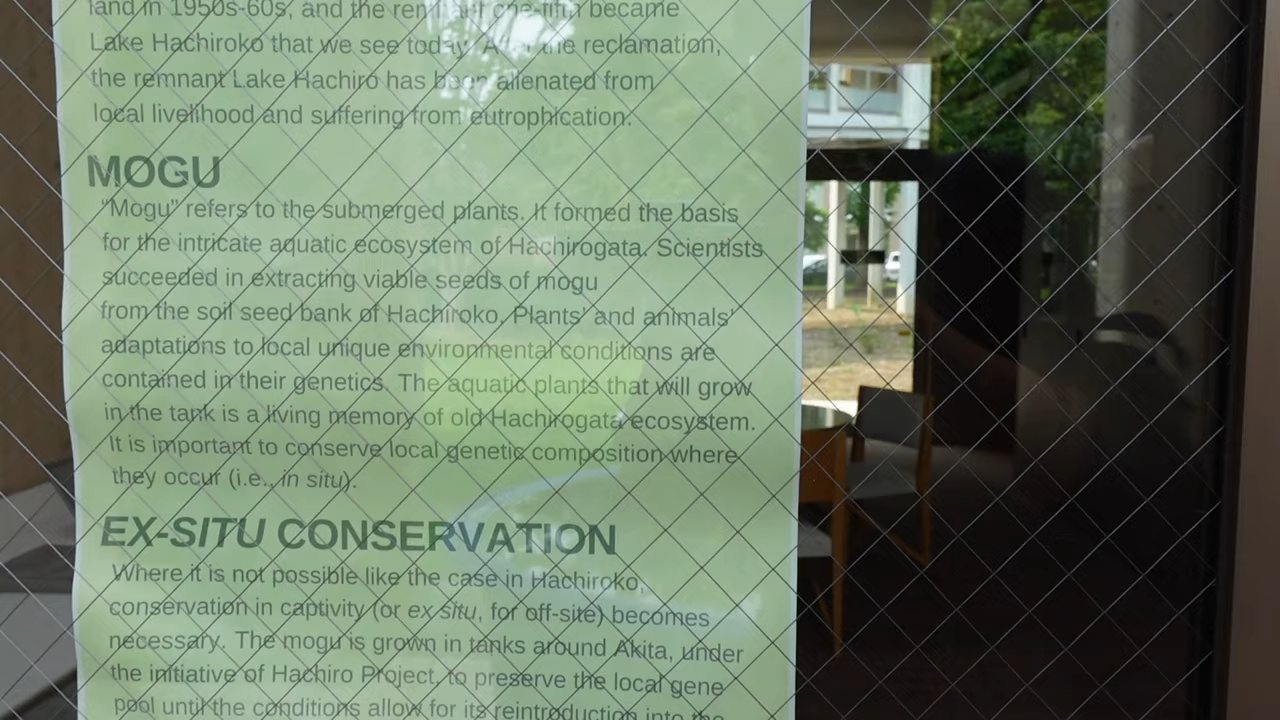 land in 1950s-60s, and the remnant one-fifth became
Lake Hachiroko that we see today. After the reclamation,
the remnant Lake Hachiro has been alienated from
local livelihood and suffering from eutrophication.
MOGU
“Mogu” refers to the submerged plants. It formed the basis
for the intricate aquatic ecosystem of Hachirogata. Scientists
succeeded in extracting viable seeds of mogu
from the soil seed bank of Hachiroko. Plants' and animals'
adaptations to local unique environmental conditions are
contained in their genetics. The aquatic plants that will grow
in the tank is a living memory of old Hachirogata ecosystem.
It is important to conserve local genetic composition where
they occur (i.e., in situ).
EX-SITU CONSERVATION
Where it is not possible like the case in Hachiroko,
conservation in captivity (or ex situ, for off-site) becomes
necessary. The mogu is grown in tanks around Akita, under
the initiative of Hachiro Project, to preserve the local gene
pool until the conditions allow for its reintroduction into the